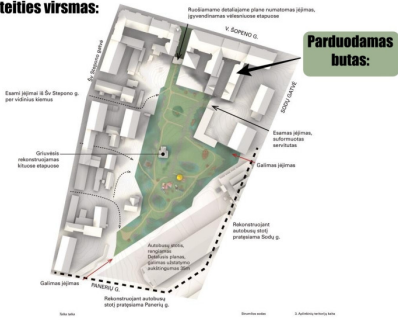 teities virsmas:
Ruošiamame detaliajame plane numatomas įėjimas,
įgyvendinamas vėlesniuose etapuose
V. ŠOPENO G.
Parduodamas
butas:
Šv Stepono gatvė
SODŲ GATVĖ
Esami įėjimai iš Šv Stepono g.
per vidinius kiemus
Esamas įėjimas,
suformuotas
servitutas
Griuvėsis
rekonstruojamas
kituose etapuose
Galimas įėjimas
Rekonstruojant
autobusų stotį
pratęsiama Sodų g.
Autobusų stotis,
rengiamas
Detalusis planas,
galimas užstatymo
aukštingumas 35m
Galimas įėjimas
PANERIŲ G.
Rekonstruojant autobusų
stotį pratęsiama Panerių g.